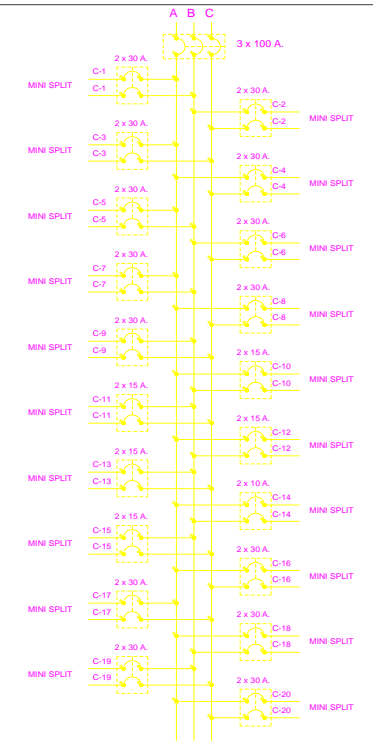 A B C
3 x 100 A.
2 x 30 A.
C-1
MINI SPLIT
C-1
2 x 30 A.
C-2
MINI SPLIT
C-2
2 x 30 A.
C-3
MINI SPLIT
C-3
2 x 30 A.
C-4
MINI SPLIT
C-4
2 x 30 A.
C-5
MINI SPLIT
C-5
2 x 30 A.
C-6
MINI SPLIT
C-6
2 x 30 A.
C-7
MINI SPLIT
C-7
2 x 30 A.
C-8
MINI SPLIT
C-8
2 x 30 A.
C-9
MINI SPLIT
C-9
2 x 15 A.
C-10
MINI SPLIT
C-10
2 x 15 A.
C-11
MINI SPLIT
C-11
2 x 15 A.
C-12
MINI SPLIT
C-12
2 x 15 A.
C-13
MINI SPLIT
C-13
2 x 10 A.
C-14
MINI SPLIT
C-14
2 x 15 A.
C-15
MINI SPLIT
C-15
2 x 30 A.
C-16
MINI SPLIT
C-16
2 x 30 A.
C-17
MINI SPLIT
C-17
2 x 30 A.
C-18
MINI SPLIT
C-18
2 x 30 A.
C-19
MINI SPLIT
C-19
2 x 30 A.
C-20
MINI SPLIT
C-20